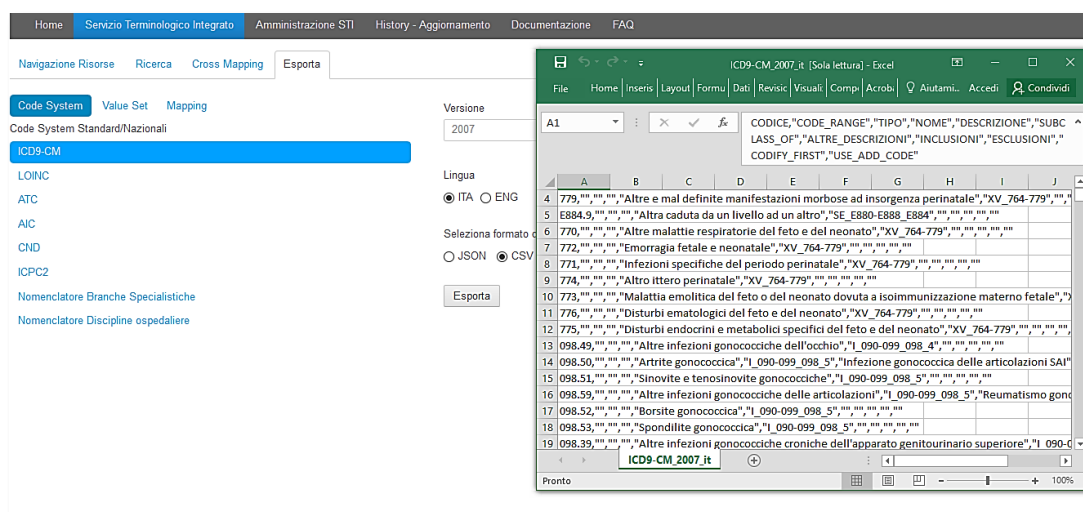 Home Servizio Terminologico Integrato Amministrazione STI History - Aggiornamento Documentazione FAQ
Navigazione Risorse Ricerca Cross Mapping Esporta
Code System Value Set Mapping
Code System Standard/Nazionali
ICD9-CM
LOINC
ATC
AIC
CND
ICPC2
Nomenclatore Branche Specialistiche
Nomenclatore Discipline ospedaliere
Versione
2007
Lingua
ITA ENG
Seleziona formato
JSON CSV
Esporta
ICD9-CM_2007_it [Sola lettura] - Excel
File Home Inseris Layout Formu Dati Revisic Visuali Compi Acroba Aiutami... Accedi Condividi
A1 fx CODICE,"CODE_RANGE","TIPO","NOME","DESCRIZIONE","SUBC
LASS_OF","ALTRE_DESCRIZIONI","INCLUSIONI","ESCLUSIONI","
CODIFY_FIRST","USE_ADD_CODE"
A B C D E F G H I J
4 779,"","","","Altre e mal definite manifestazioni morbose ad insorgenza perinatale","XV_764-779","","
5 E884.9,"","","","Altra caduta da un livello ad un altro","SE_E880-E888_E884","","","","",""
6 770,"","","","Altre malattie respiratorie del feto e del neonato","XV_764-779","","","","",""
7 772,"","","","Emorragia fetale e neonatale","XV_764-779","","","","",""
8 771,"","","","Infezioni specifiche del periodo perinatale","XV_764-779","","","","",""
9 774,"","","","Altro ittero perinatale","XV_764-779","","","","",""
10 773,"","","","Malattia emolitica del feto o del neonato dovuta a isoimmunizzazione materno fetale","
11 776,"","","","Disturbi ematologici del feto e del neonato","XV_764-779","","","","",""
12 775,"","","","Disturbi endocrini e metabolici specifici del feto e del neonato","XV_764-779","","","","",
13 098.49,"","","","Altre infezioni gonococciche dell'occhio","I_090-099_098_4","","","","",""
14 098.50,"","","","Artrite gonococcica","I_090-099_098_5","Infezione gonococcica delle articolazioni SAI"
15 098.51,"","","","Sinovite e tenosinovite gonococciche","I_090-099_098_5","","","","",""
16 098.59,"","","","Altre infezioni gonococciche delle articolazioni","I_090-099_098_5","Reumatismo gono
17 098.52,"","","","Borsite gonococcica","I_090-099_098_5","","","","",""
18 098.53,"","","","Spondilite gonococcica","I_090-099_098_5","","","","",""
19 098.39,"","","","Altre infezioni gonococciche croniche dell'apparato genitourinario superiore","I_090-0
ICD9-CM_2007_it
Pronto 100%